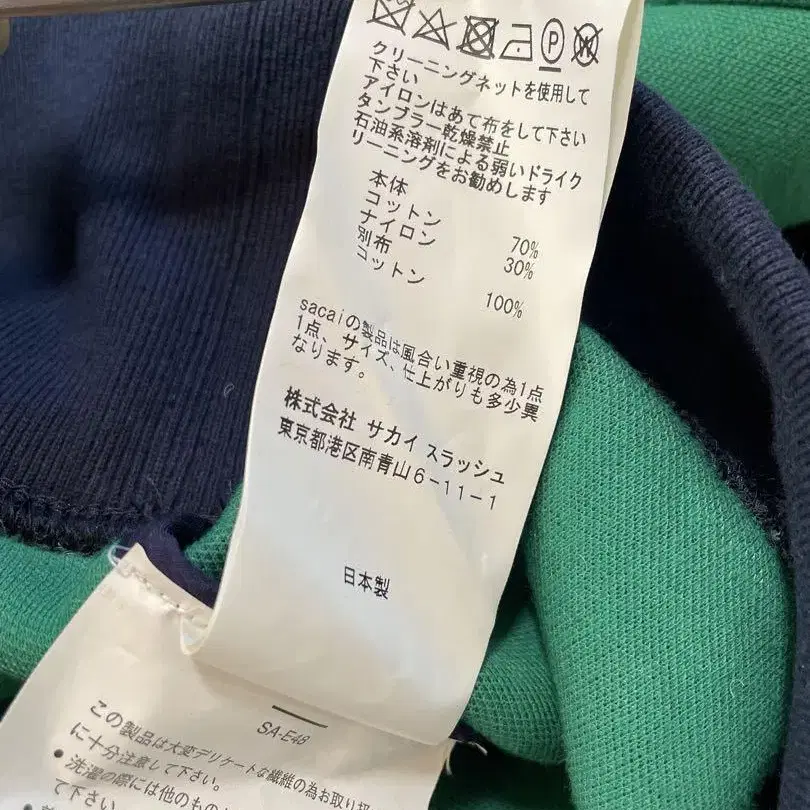 P
W
クリーニングネットを使用して
下さい
アイロンはあて布をして下さい
タンブラー乾燥禁止
石油系溶剤による弱いドライク
リーニングをお勧めします
本体
コットン 70%
ナイロン 30%
別布
コットン 100%
sacaiの製品は風合い重視の為1点
1点、サイズ、仕上がりも多少異
なります。
株式会社 サカイ スラッシュ
東京都港区南青山6-11-1
日本製
SA-E48
この製品は大変デリケートな繊維の為お取り扱
に十分注意して下さい。
・洗濯の際には他のものと
て下さい